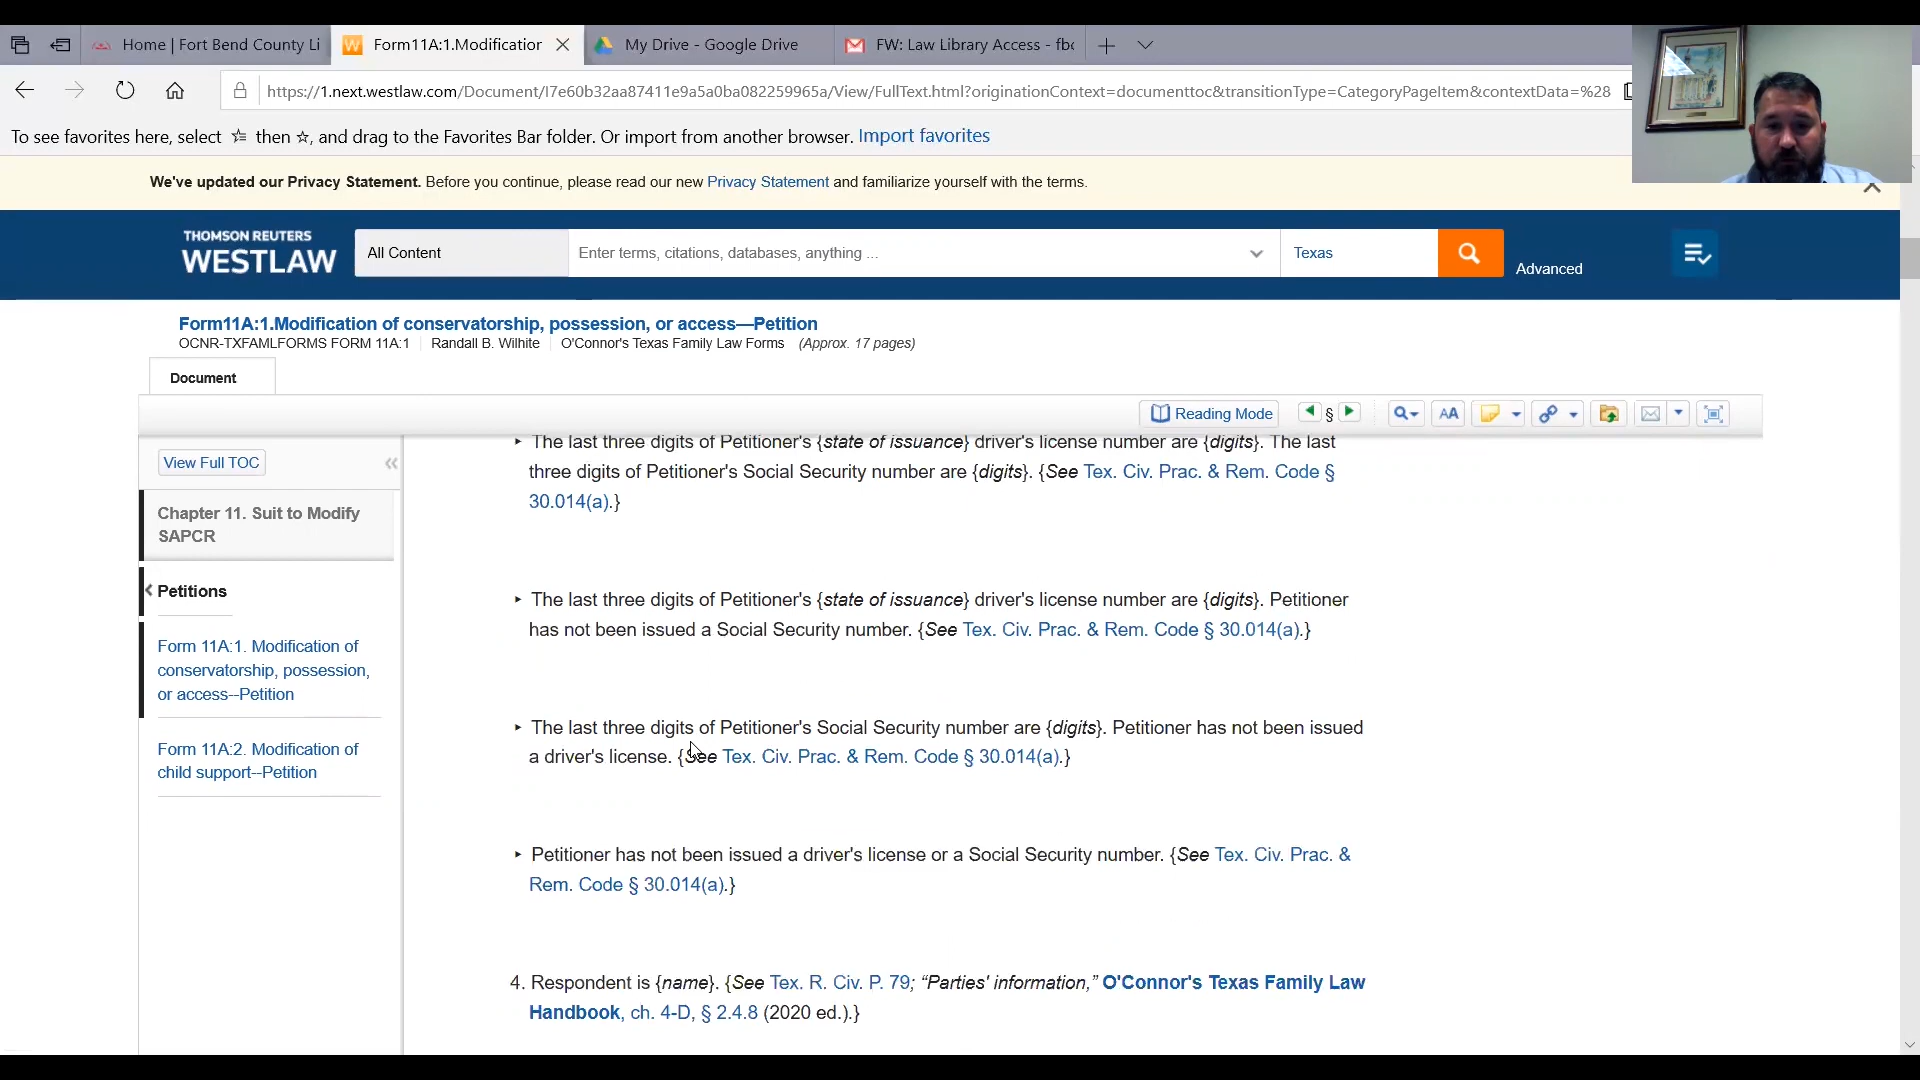 Home | Fort Bend County Li
Form11A:1.Modification
My Drive - Google Drive
FW: Law Library Access - fbc
https://1.next.westlaw.com/Document/I7e60b32aa87411e9a5a0ba082259965a/View/FullText.html?originationContext=documenttoc&transitionType=CategoryPageItem&contextData=%28
To see favorites here, select ☆ then ☆, and drag to the Favorites Bar folder. Or import from another browser. Import favorites
We've updated our Privacy Statement. Before you continue, please read our new Privacy Statement and familiarize yourself with the terms.
THOMSON REUTERS
WESTLAW
All Content
Enter terms, citations, databases, anything ...
Texas
Advanced
Form11A:1.Modification of conservatorship, possession, or access—Petition
OCNR-TXFAMLFORMS FORM 11A:1 Randall B. Wilhite O'Connor's Texas Family Law Forms (Approx. 17 pages)
Document
Reading Mode
§
AA
View Full TOC
Chapter 11. Suit to Modify
SAPCR
Petitions
Form 11A:1. Modification of
conservatorship, possession,
or access--Petition
Form 11A:2. Modification of
child support--Petition
‣ The last three digits of Petitioner's {state of issuance} driver's license number are {digits}. The last
three digits of Petitioner's Social Security number are {digits}. {See Tex. Civ. Prac. & Rem. Code §
30.014(a).}
‣ The last three digits of Petitioner's {state of issuance} driver's license number are {digits}. Petitioner
has not been issued a Social Security number. {See Tex. Civ. Prac. & Rem. Code § 30.014(a).}
‣ The last three digits of Petitioner's Social Security number are {digits}. Petitioner has not been issued
a driver's license. {See Tex. Civ. Prac. & Rem. Code § 30.014(a).}
‣ Petitioner has not been issued a driver's license or a Social Security number. {See Tex. Civ. Prac. &
Rem. Code § 30.014(a).}
4. Respondent is {name}. {See Tex. R. Civ. P. 79; “Parties' information,” O'Connor's Texas Family Law
Handbook, ch. 4-D, § 2.4.8 (2020 ed.).}